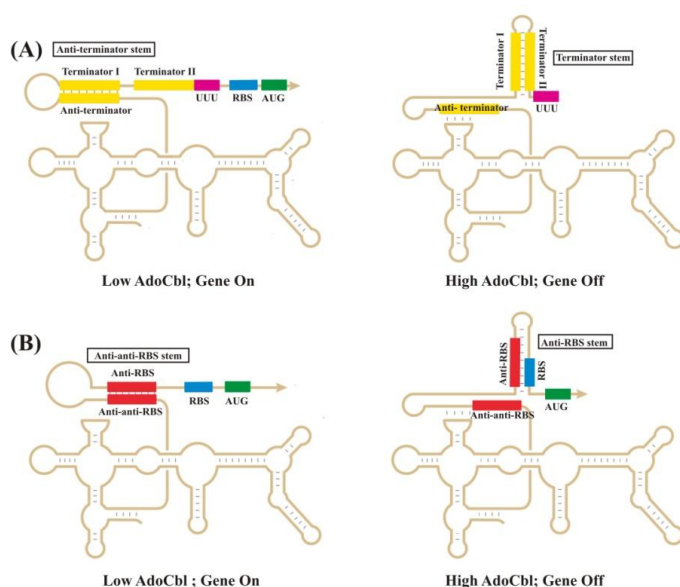 (A)
Anti-terminator stem
Terminator I
Terminator II
Anti-terminator
UUU
RBS
AUG
Low AdoCbl; Gene On
Terminator I
Terminator II
Terminator stem
Anti- terminator
UUU
High AdoCbl; Gene Off
(B)
Anti-anti-RBS stem
Anti-RBS
Anti-anti-RBS
RBS
AUG
Low AdoCbl ; Gene On
Anti-RBS
RBS
Anti-RBS stem
Anti-anti-RBS
AUG
High AdoCbl; Gene Off